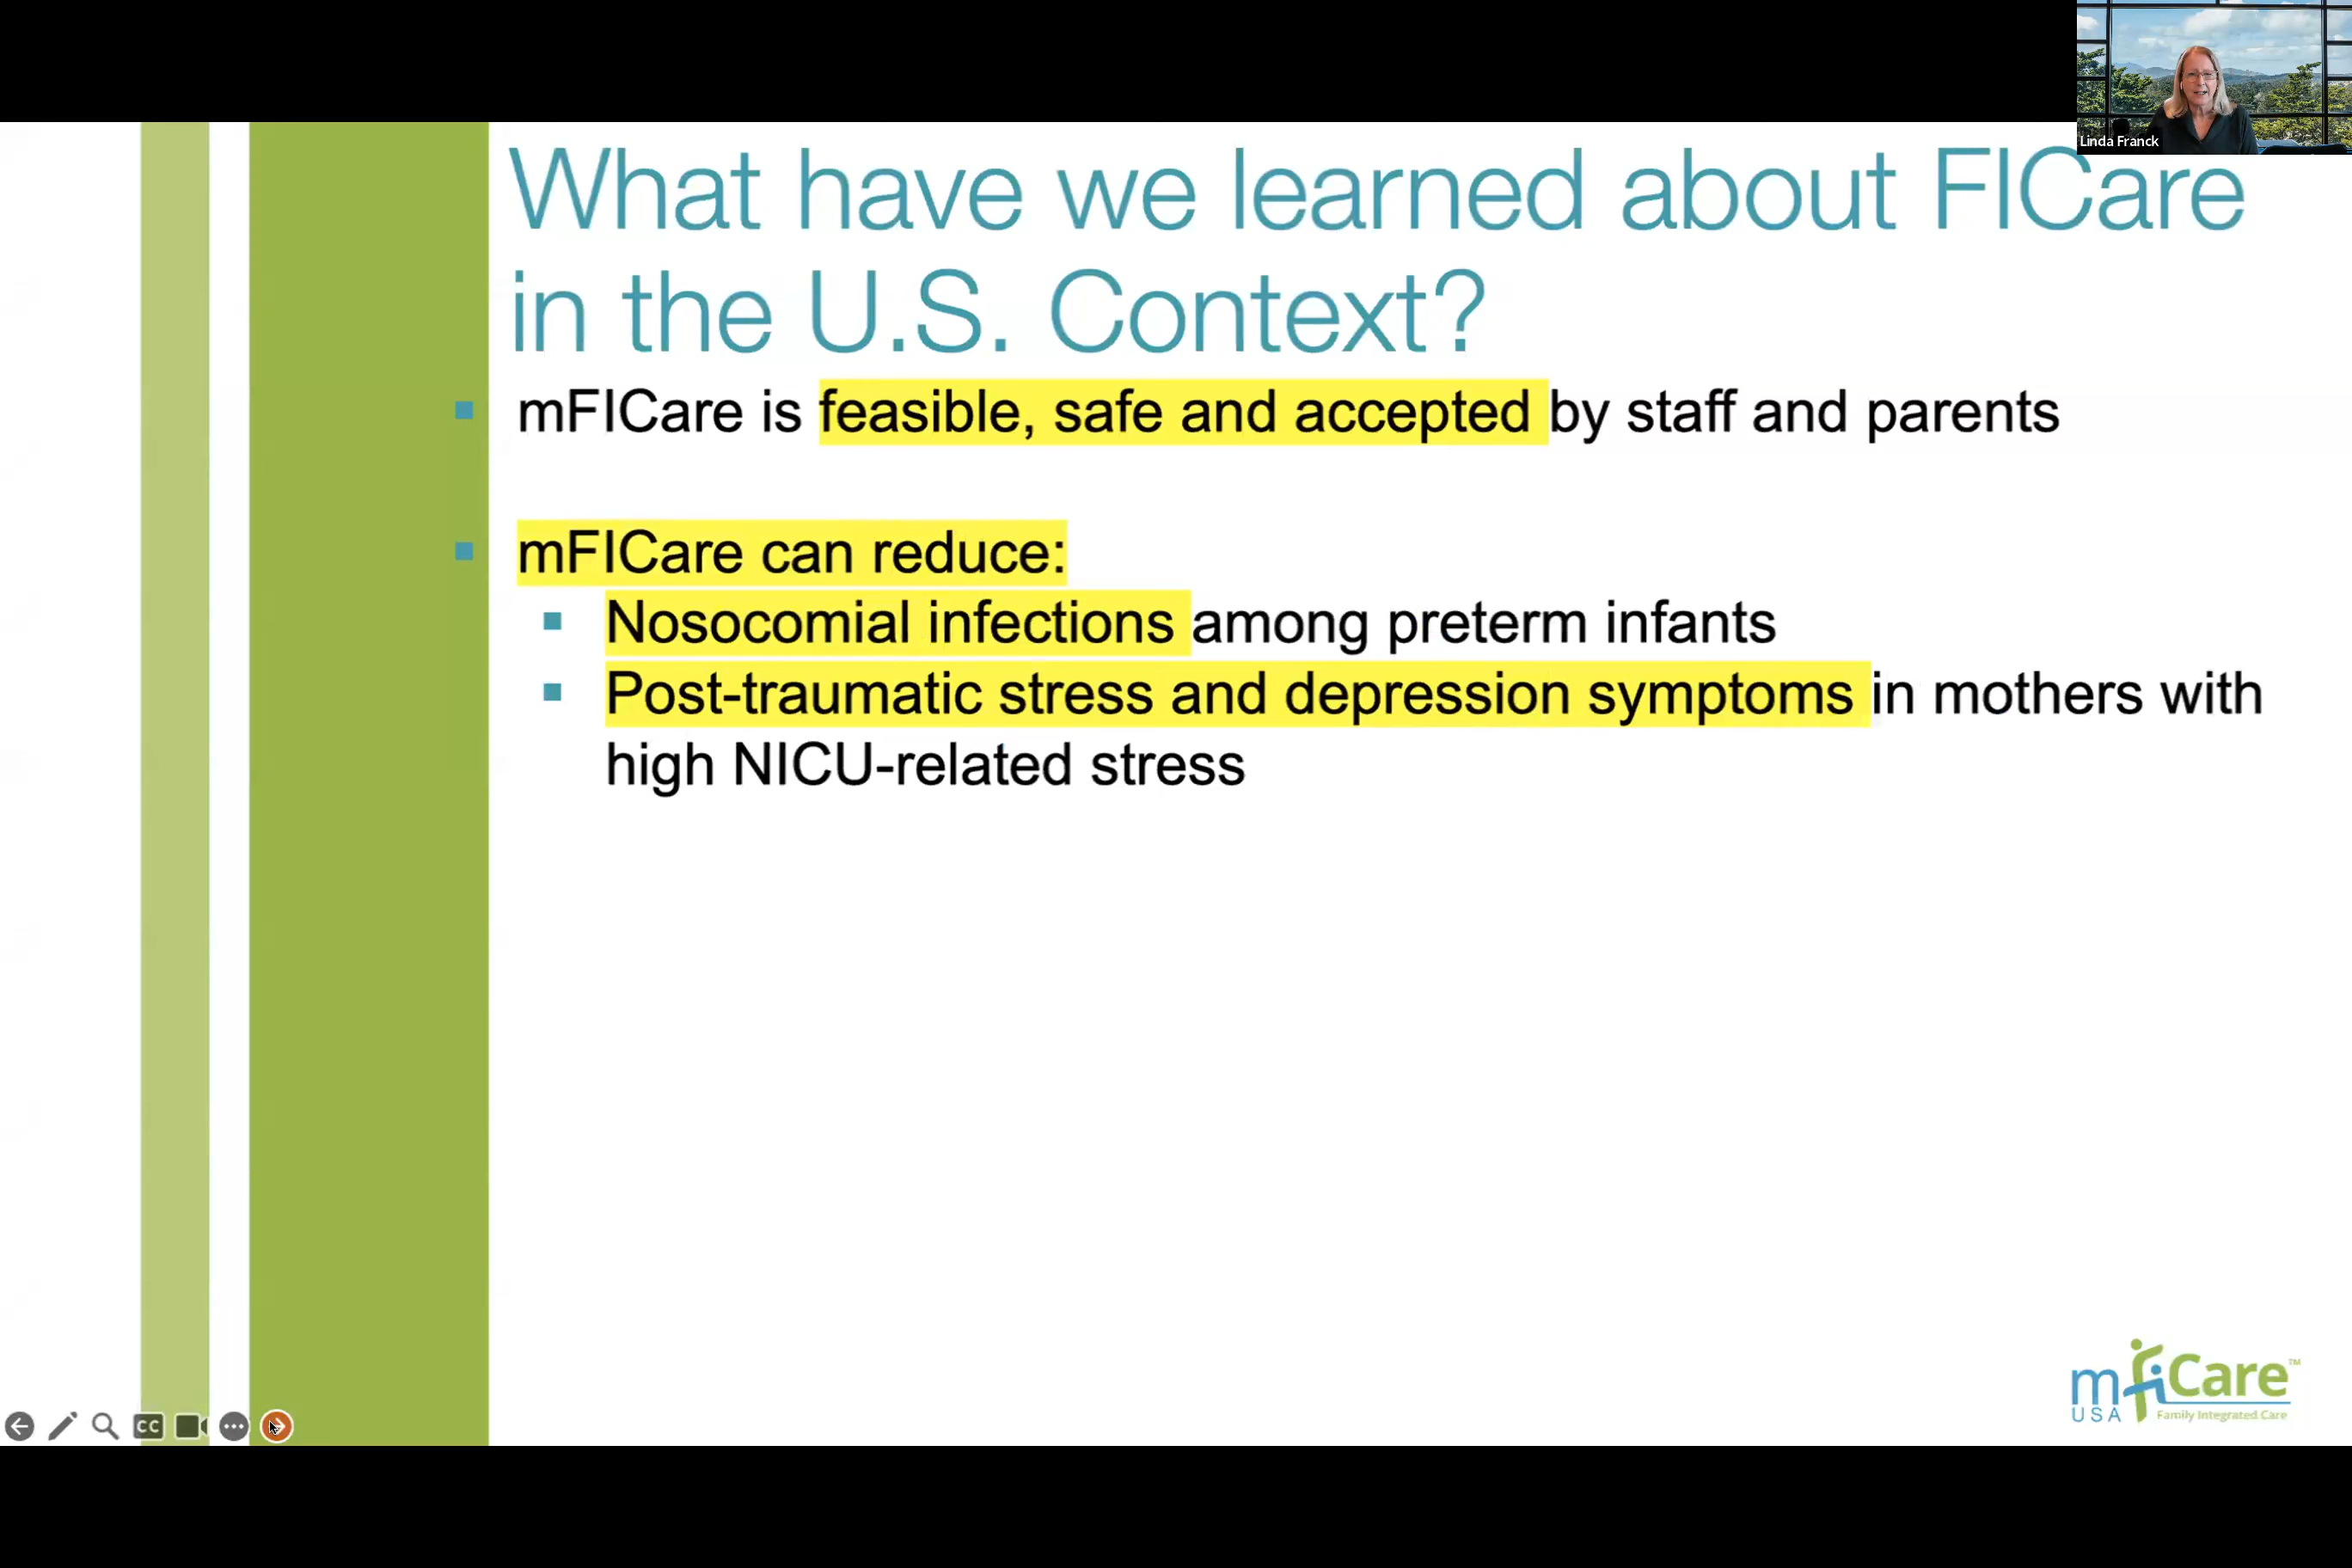 Linda Franck
What have we learned about FICare
in the U.S. Context?
mFICare is feasible, safe and accepted by staff and parents
mFICare can reduce:
Nosocomial infections among preterm infants
Post-traumatic stress and depression symptoms in mothers with
high NICU-related stress
CC
mfiCare™
USA Family Integrated Care